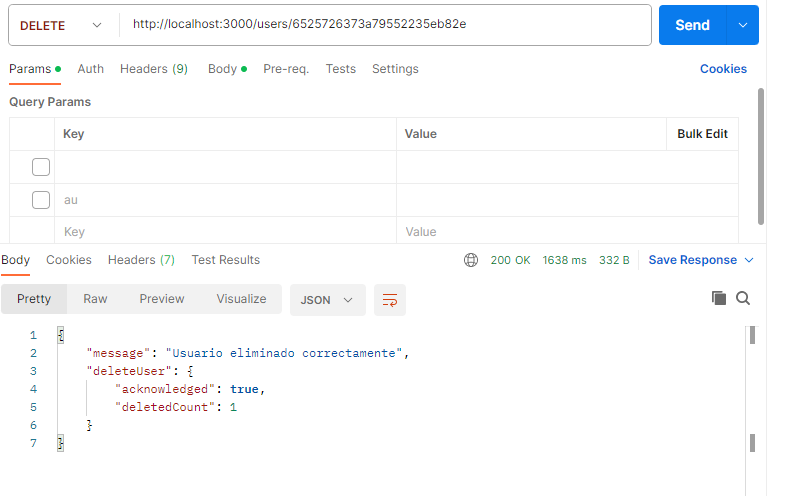 DELETE http://localhost:3000/users/6525726373a79552235eb82e Send
Params Auth Headers (9) Body Pre-req. Tests Settings Cookies
Query Params
Key Value Bulk Edit
au
Key Value
Body Cookies Headers (7) Test Results 200 OK 1638 ms 332 B Save Response
Pretty Raw Preview Visualize JSON
1 {
2 "message": "Usuario eliminado correctamente",
3 "deleteUser": {
4 "acknowledged": true,
5 "deletedCount": 1
6 }
7 }